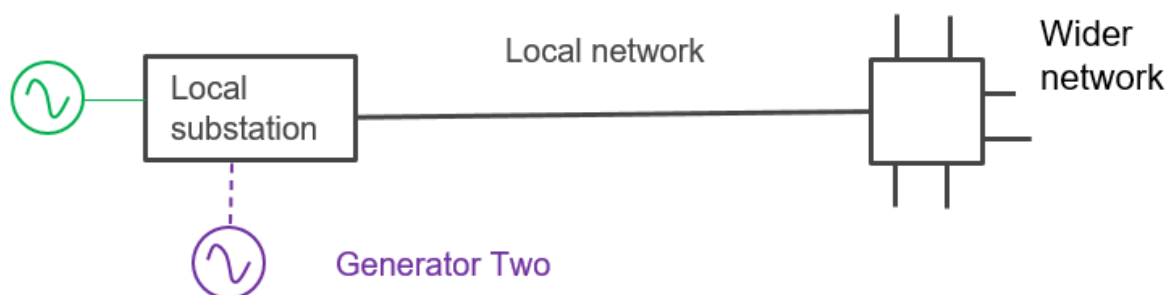 Local network
Wider
network
Local
substation
Generator Two